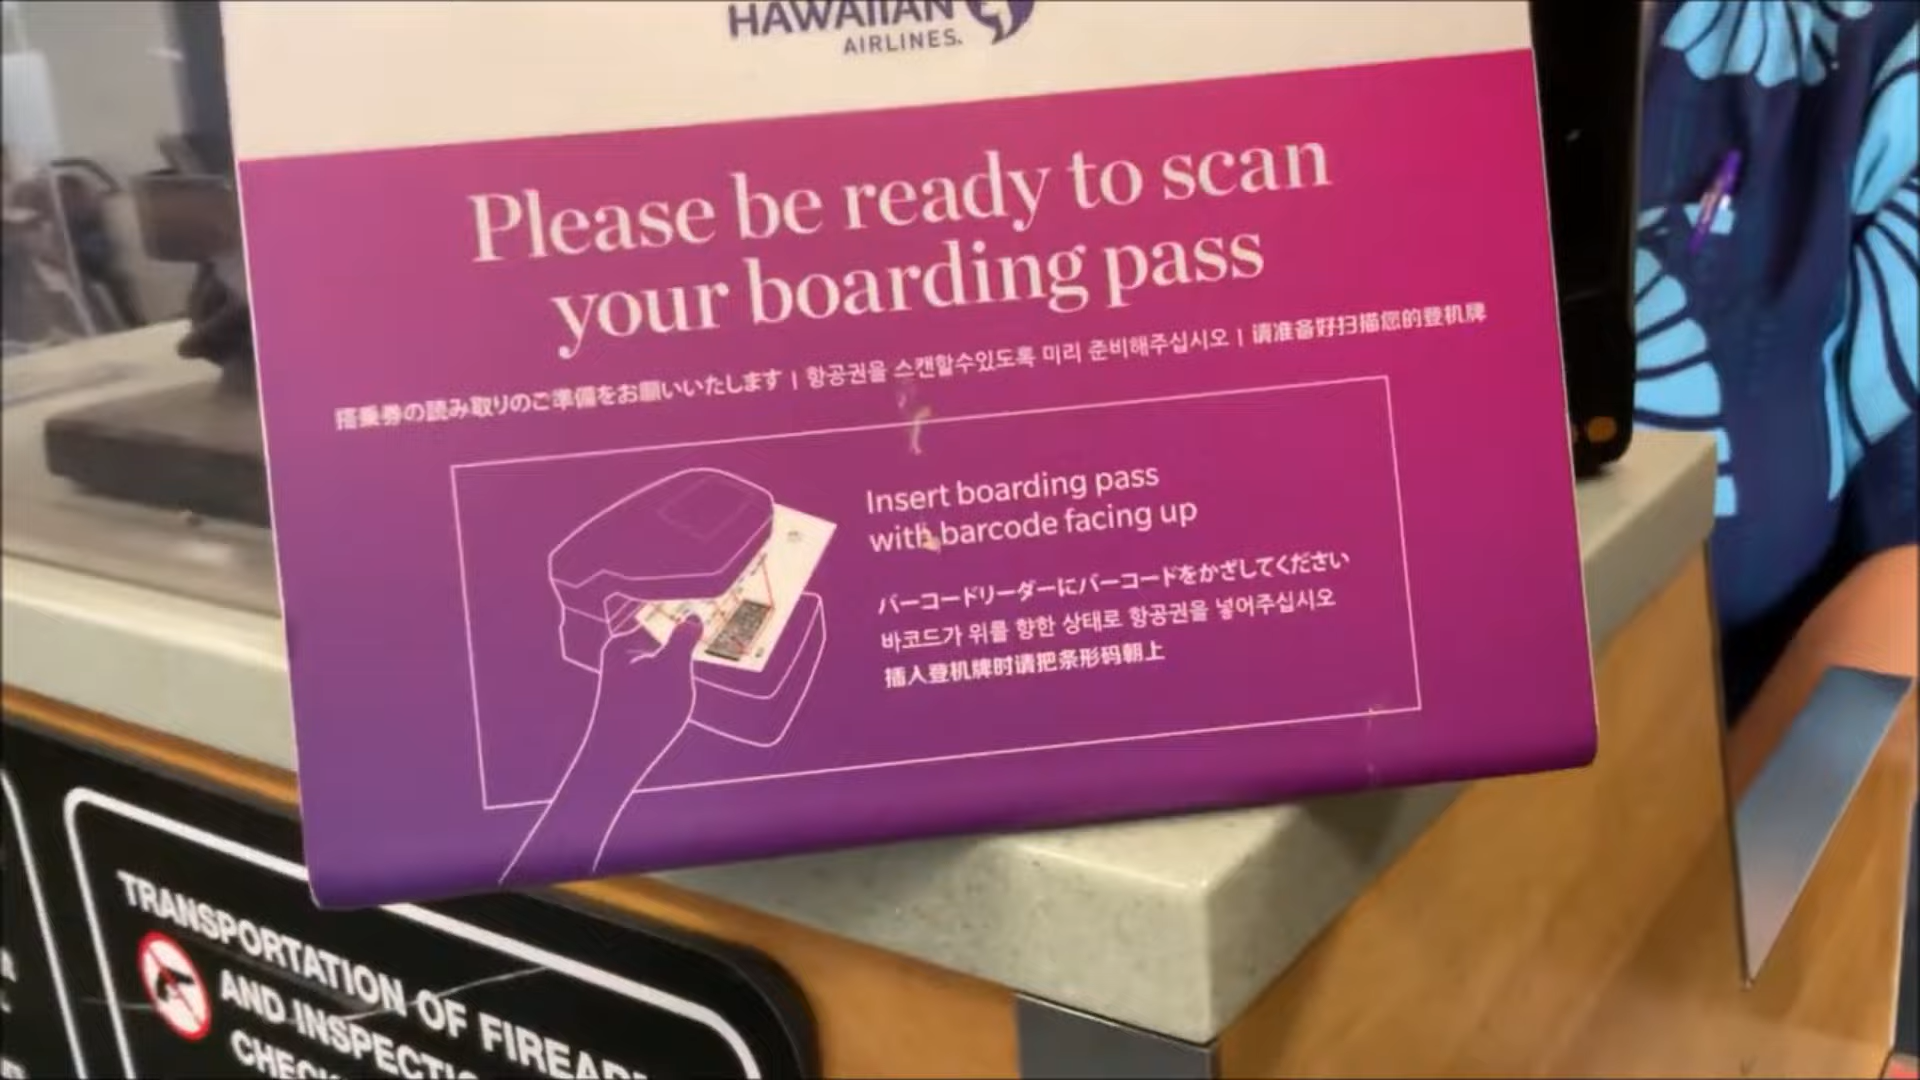 HAWAIIAN
AIRLINES.
Please be ready to scan
your boarding pass
搭乗券の読み取りのご準備をお願いいたします | 항공권을 스캔할수있도록 미리 준비해주십시오 | 请准备好扫描您的登机牌
Insert boarding pass
with barcode facing up
バーコードリーダーにバーコードをかざしてください
바코드가 위를 향한 상태로 항공권을 넣어주십시오
插入登机牌时请把条形码朝上
TRANSPORTATION OF
AND